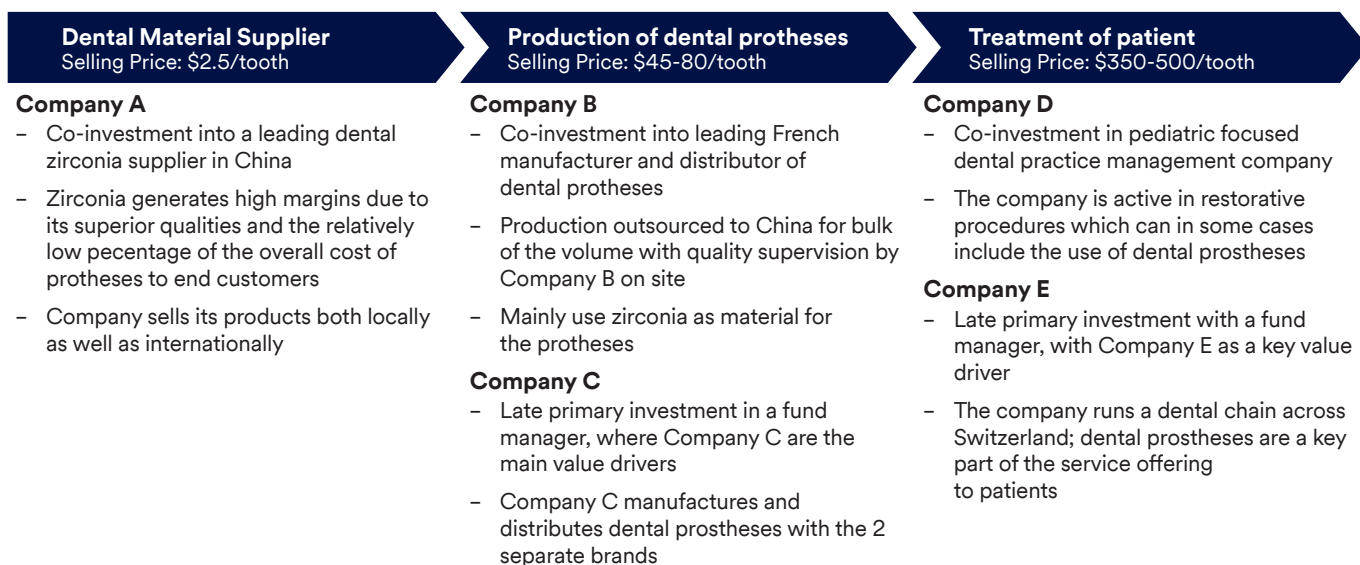 Dental Material Supplier
Selling Price: $2.5/tooth
Production of dental protheses
Selling Price: $45-80/tooth
Treatment of patient
Selling Price: $350-500/tooth
Company A
– Co-investment into a leading dental
zirconia supplier in China
– Zirconia generates high margins due to
its superior qualities and the relatively
low pecentage of the overall cost of
protheses to end customers
– Company sells its products both locally
as well as internationally
Company B
– Co-investment into leading French
manufacturer and distributor of
dental protheses
– Production outsourced to China for bulk
of the volume with quality supervision by
Company B on site
– Mainly use zirconia as material for
the protheses
Company C
– Late primary investment in a fund
manager, where Company C are the
main value drivers
– Company C manufactures and
distributes dental prostheses with the 2
separate brands
Company D
– Co-investment in pediatric focused
dental practice management company
– The company is active in restorative
procedures which can in some cases
include the use of dental prostheses
Company E
– Late primary investment with a fund
manager, with Company E as a key value
driver
– The company runs a dental chain across
Switzerland; dental prostheses are a key
part of the service offering
to patients